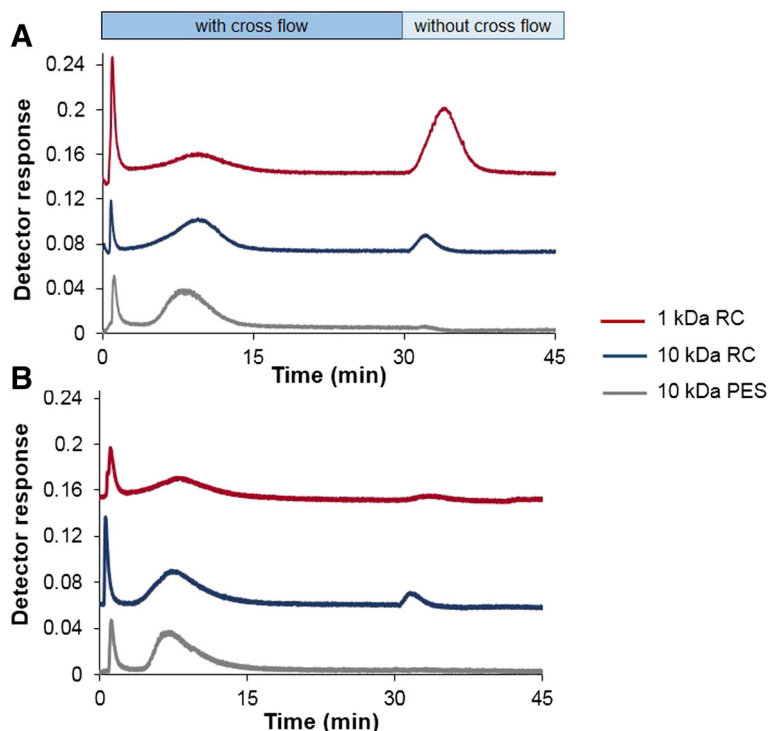 with cross flow without cross flow
A
Detector response
0.24
0.2
0.16
0.12
0.08
0.04
0
0 15 30 45
Time (min)
1 kDa RC
10 kDa RC
10 kDa PES
B
Detector response
0.24
0.2
0.16
0.12
0.08
0.04
0
0 15 30 45
Time (min)